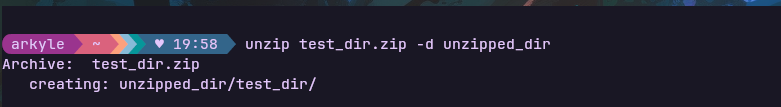 arkyle ~ ♥ 19:58 unzip test_dir.zip -d unzipped_dir
Archive:  test_dir.zip
   creating: unzipped_dir/test_dir/